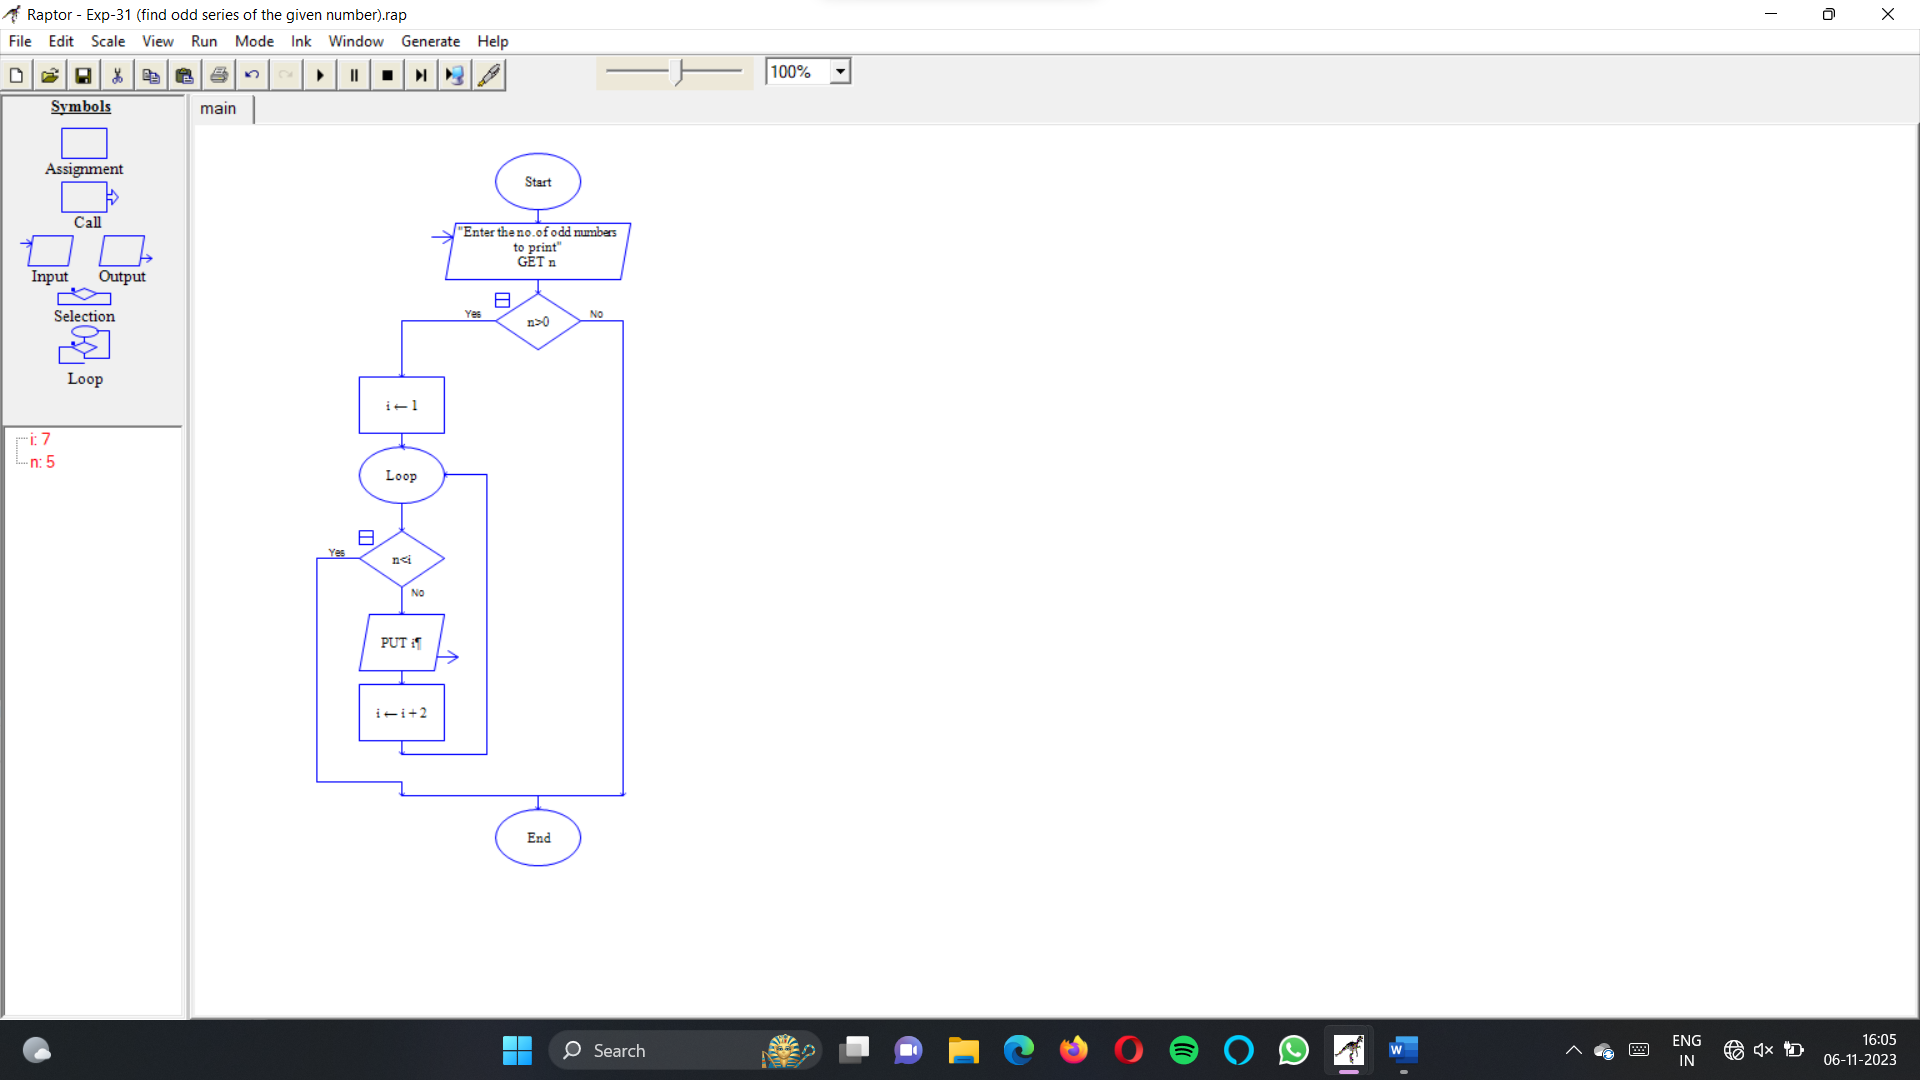 Raptor - Exp-31 (find odd series of the given number).rap
File Edit Scale View Run Mode Ink Window Generate Help
100%
Symbols
Assignment
Call
Input Output
Selection
Loop
i: 7
n: 5
main
Start
"Enter the no.of odd numbers
to print"
GET n
Yes n>0 No
i ← 1
Loop
Yes n<i
No
PUT i¶
i ← i + 2
End
Search
W
ENG
IN
16:05
06-11-2023